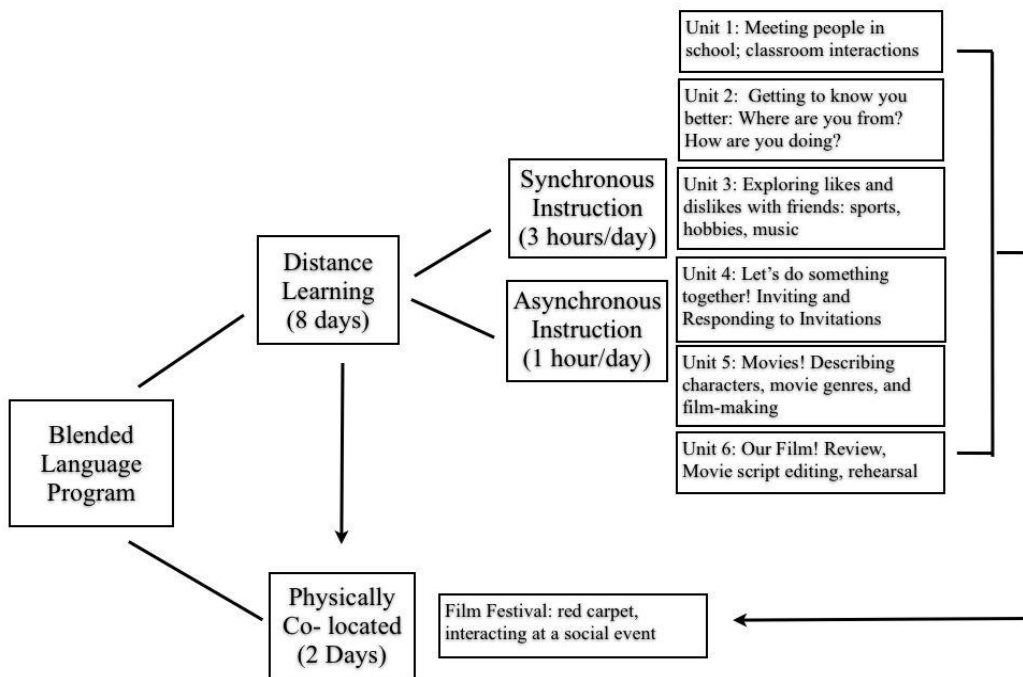 Unit 1: Meeting people in
school; classroom interactions
Unit 2:  Getting to know you
better: Where are you from?
How are you doing?
Synchronous
Instruction
(3 hours/day)
Unit 3: Exploring likes and
dislikes with friends: sports,
hobbies, music
Distance
Learning
(8 days)
Unit 4: Let's do something
together! Inviting and
Responding to Invitations
Asynchronous
Instruction
(1 hour/day)
Unit 5: Movies! Describing
characters, movie genres, and
film-making
Blended
Language
Program
Unit 6: Our Film! Review,
Movie script editing, rehearsal
Physically
Co- located
(2 Days)
Film Festival: red carpet,
interacting at a social event